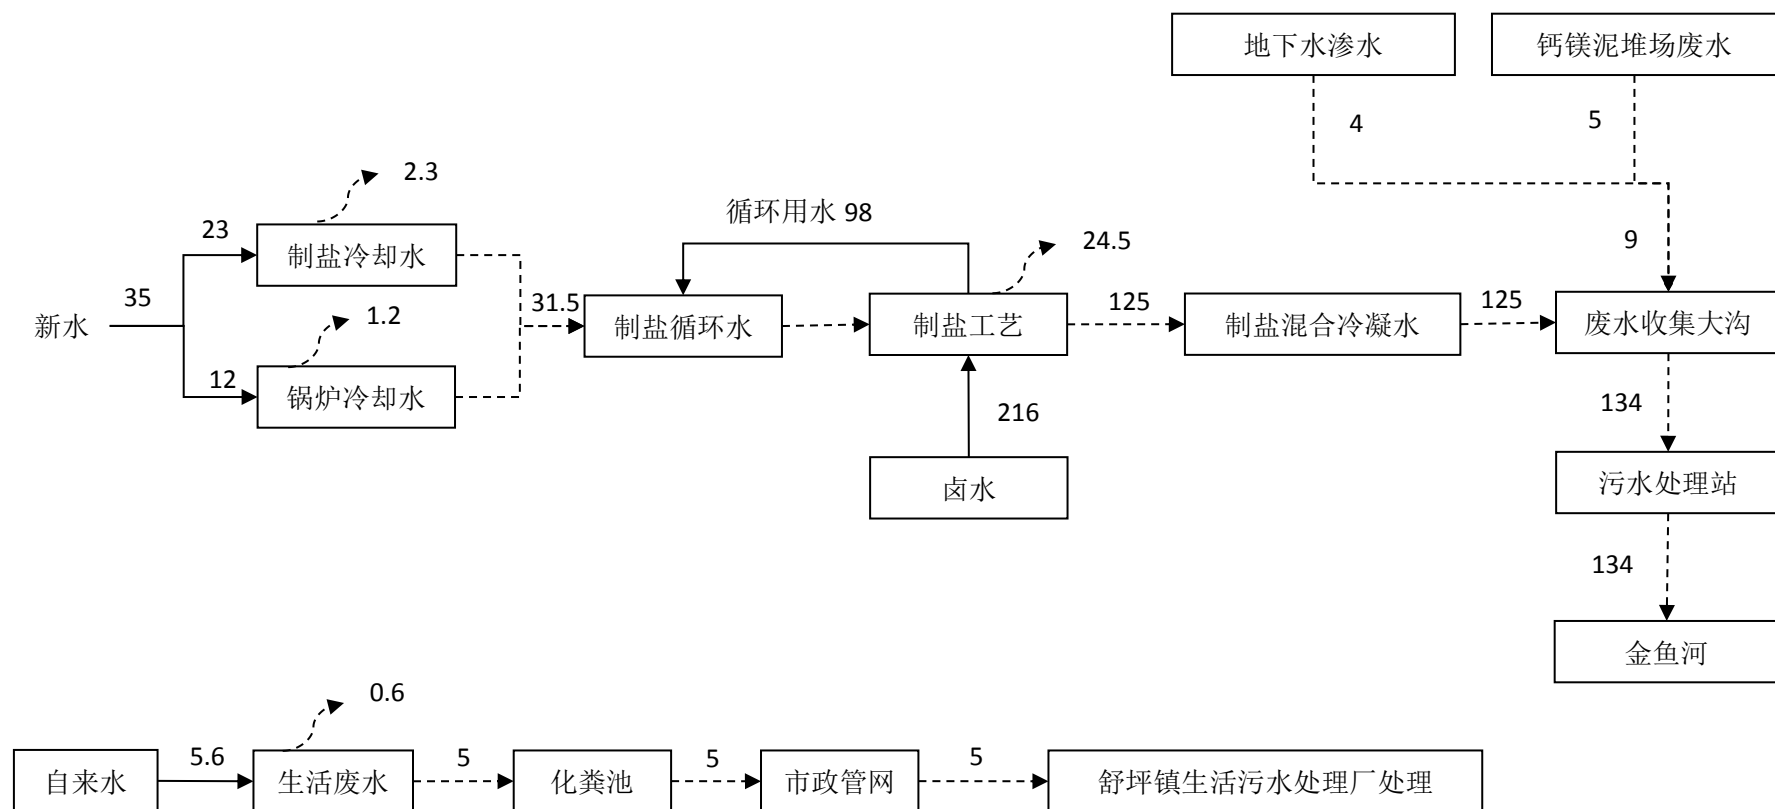 地下水渗水
钙镁泥堆场废水
4
5
2.3
循环用水 98
23
制盐冷却水
24.5
9
35
新水
1.2
31.5
制盐循环水
制盐工艺
125
制盐混合冷凝水
125
废水收集大沟
12
锅炉冷却水
216
134
卤水
污水处理站
134
金鱼河
0.6
自来水
5.6
生活废水
5
化粪池
5
市政管网
5
舒坪镇生活污水处理厂处理